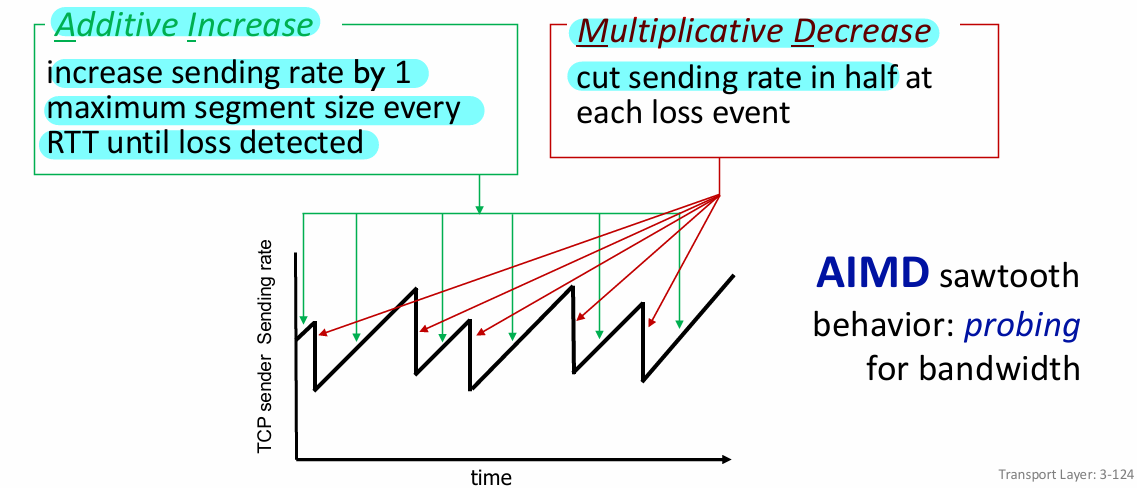 Additive Increase
increase sending rate by 1
maximum segment size every
RTT until loss detected
Multiplicative Decrease
cut sending rate in half at
each loss event
TCP sender Sending rate
time
AIMD sawtooth
behavior: probing
for bandwidth
Transport Layer: 3-124